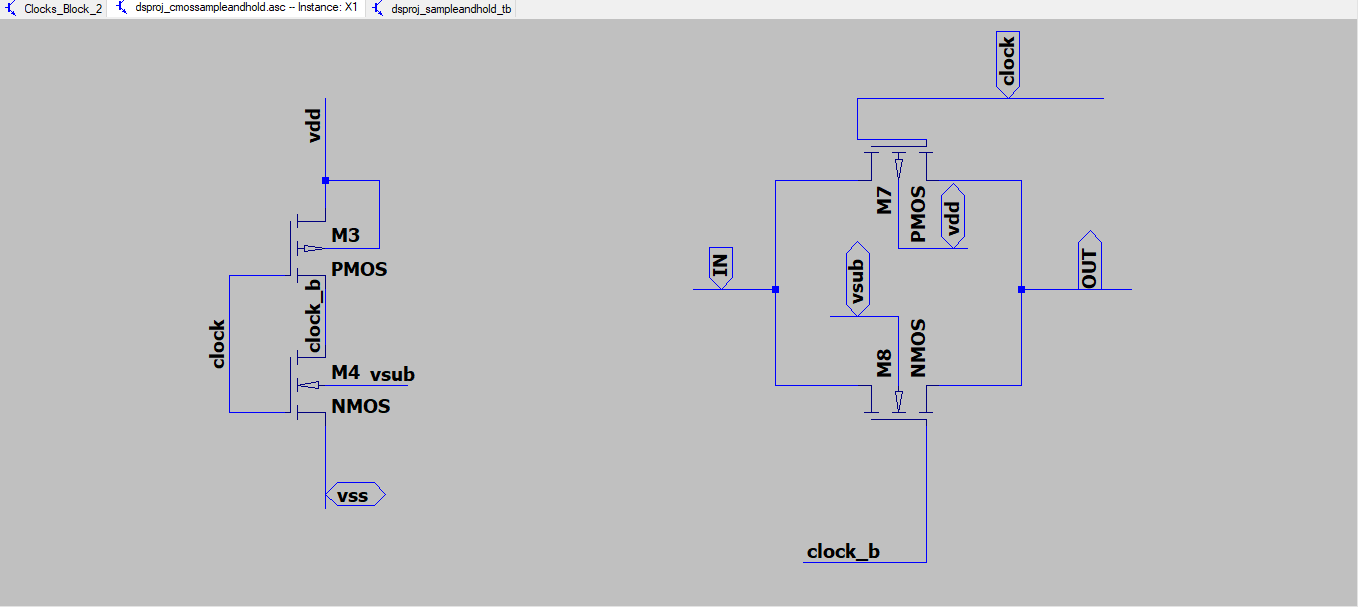 Clocks_Block_2
dsproj_cmossampleandhold.asc -- Instance: X1
dsproj_sampleandhold_tb
vdd
M3
PMOS
clock
clock_b
M4
vsub
NMOS
vss
clock
M7
PMOS
vdd
IN
vsub
OUT
M8
NMOS
clock_b